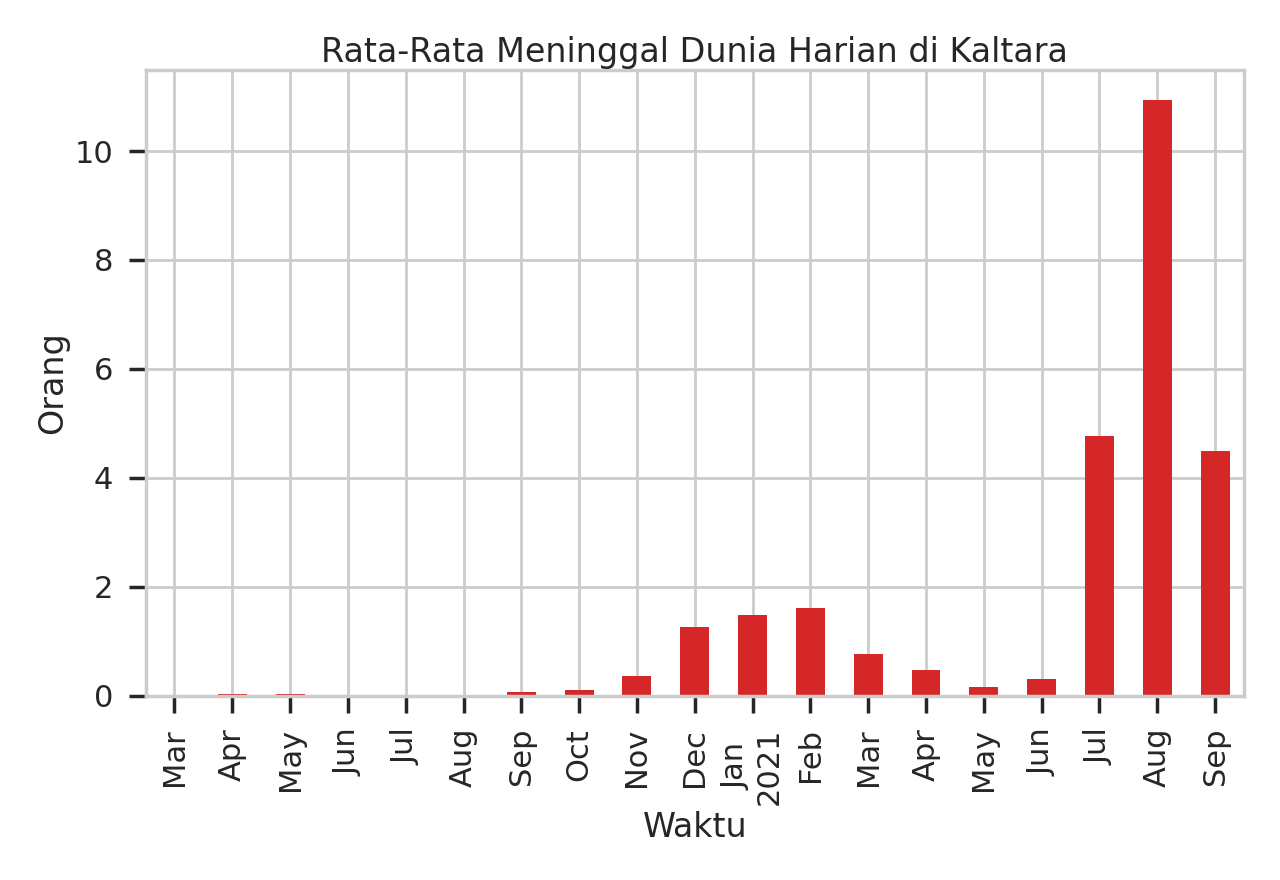 Rata-Rata Meninggal Dunia Harian di Kaltara
Orang
10
8
6
4
2
0
Mar
Apr
May
Jun
Jul
Aug
Sep
Oct
Nov
Dec
Jan
2021
Feb
Mar
Apr
May
Jun
Jul
Aug
Sep
Waktu